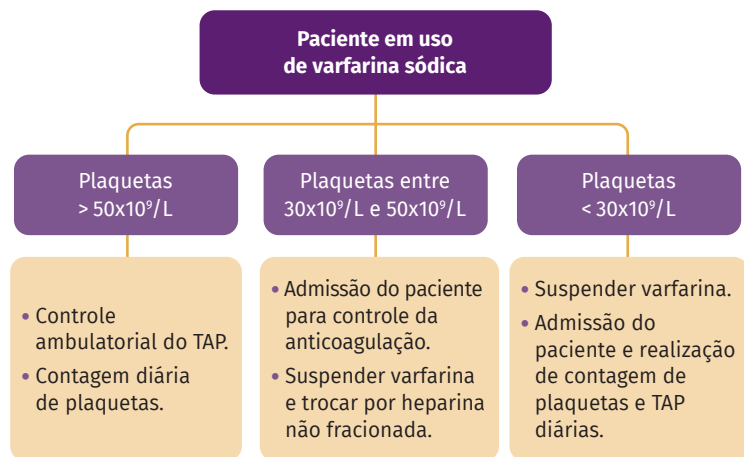 Paciente em uso
de varfarina sódica
Plaquetas
> 50x10⁹/L
Plaquetas entre
30x10⁹/L e 50x10⁹/L
Plaquetas
< 30x10⁹/L
• Controle
ambulatorial do TAP.
• Contagem diária
de plaquetas.
• Admissão do paciente
para controle da
anticoagulação.
• Suspender varfarina
e trocar por heparina
não fracionada.
• Suspender varfarina.
• Admissão do
paciente e realização
de contagem de
plaquetas e TAP
diárias.